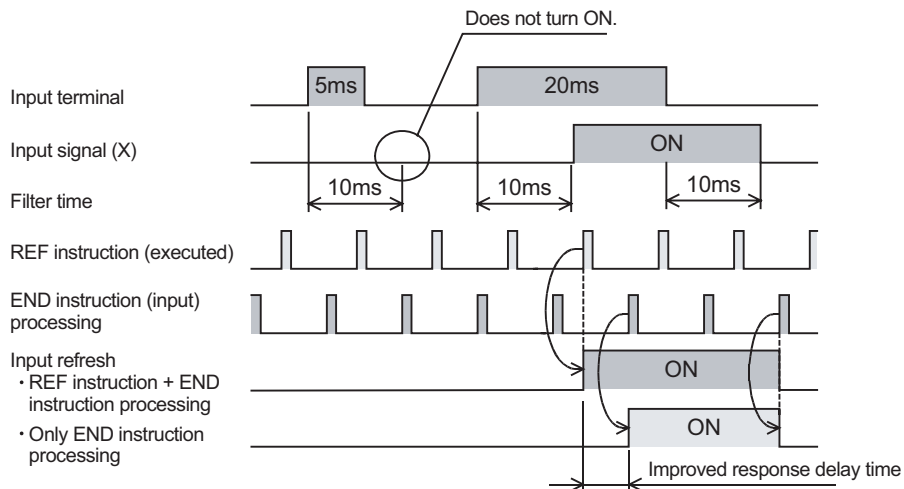 Does not turn ON.
Input terminal
5ms
20ms
Input signal (X)
ON
Filter time
10ms
10ms
10ms
REF instruction (executed)
END instruction (input)
processing
Input refresh
・REF instruction + END
instruction processing
ON
・Only END instruction
processing
ON
Improved response delay time